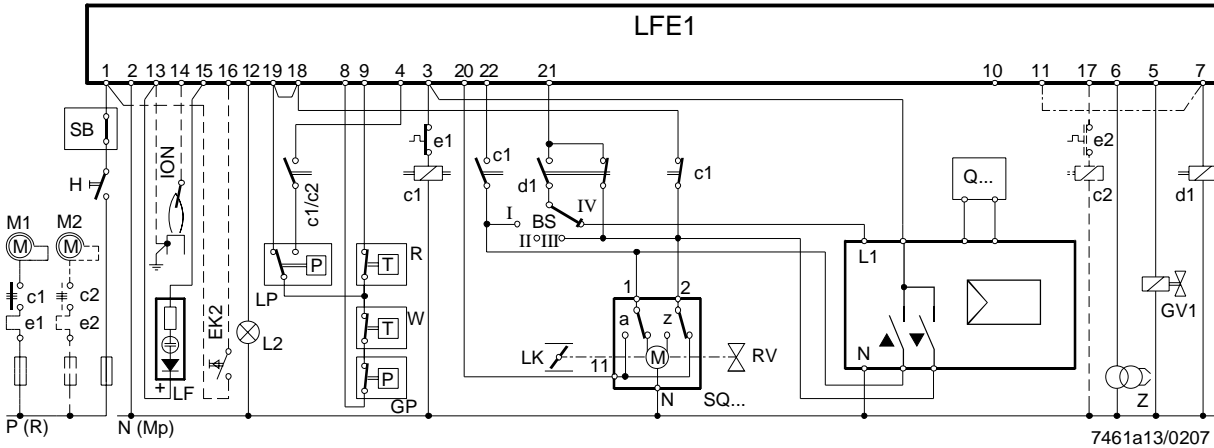 LFE1
1 2 13 14 15 16 12 19 18 8 9 4 3 20 22 21 10 11 17 6 5 7
SB
e1
e2
c1
c1
ION
H
c1/c2
c1
d1
Q...
c2
d1
I
BS
IV
II
III
M1
M2
M
M
P
T
R
L1
LP
EK2
c1
c2
1
2
GV1
e1
e2
T
W
a
z
L2
LK
M
RV
N
11
P
LF
+
GP
N
SQ...
Z
P (R)
N (Mp)
7461a13/0207